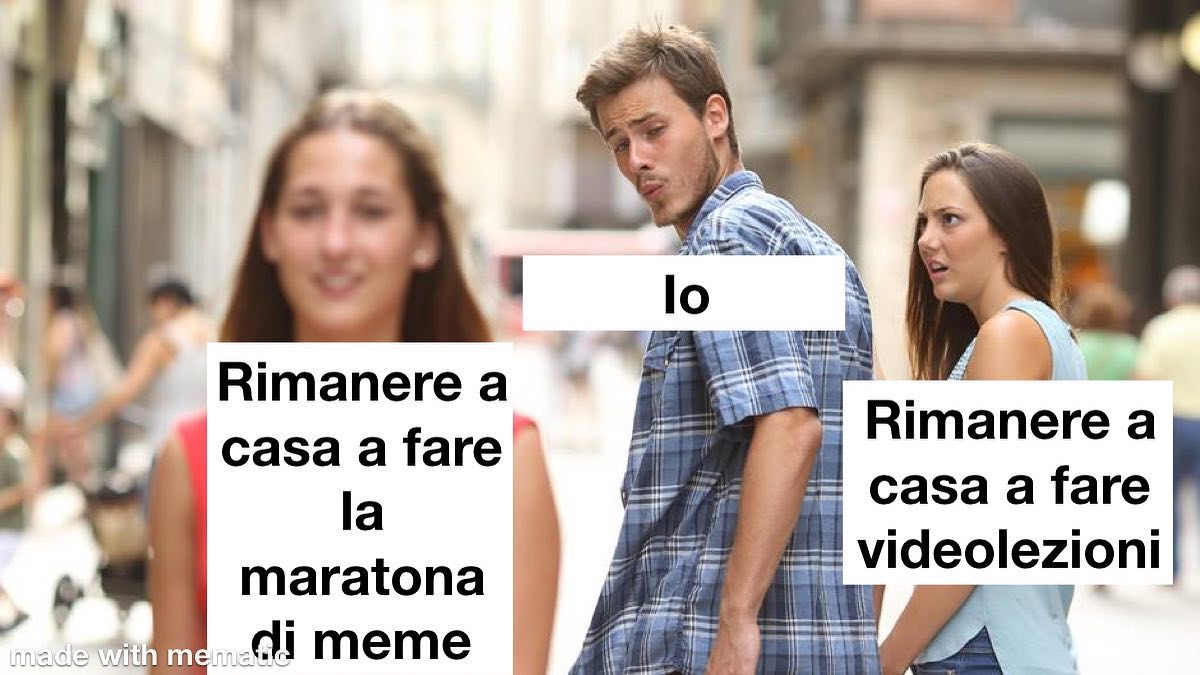 Io
Rimanere a
casa a fare
la
maratona
di meme
Rimanere a
casa a fare
videolezioni
made with mematic